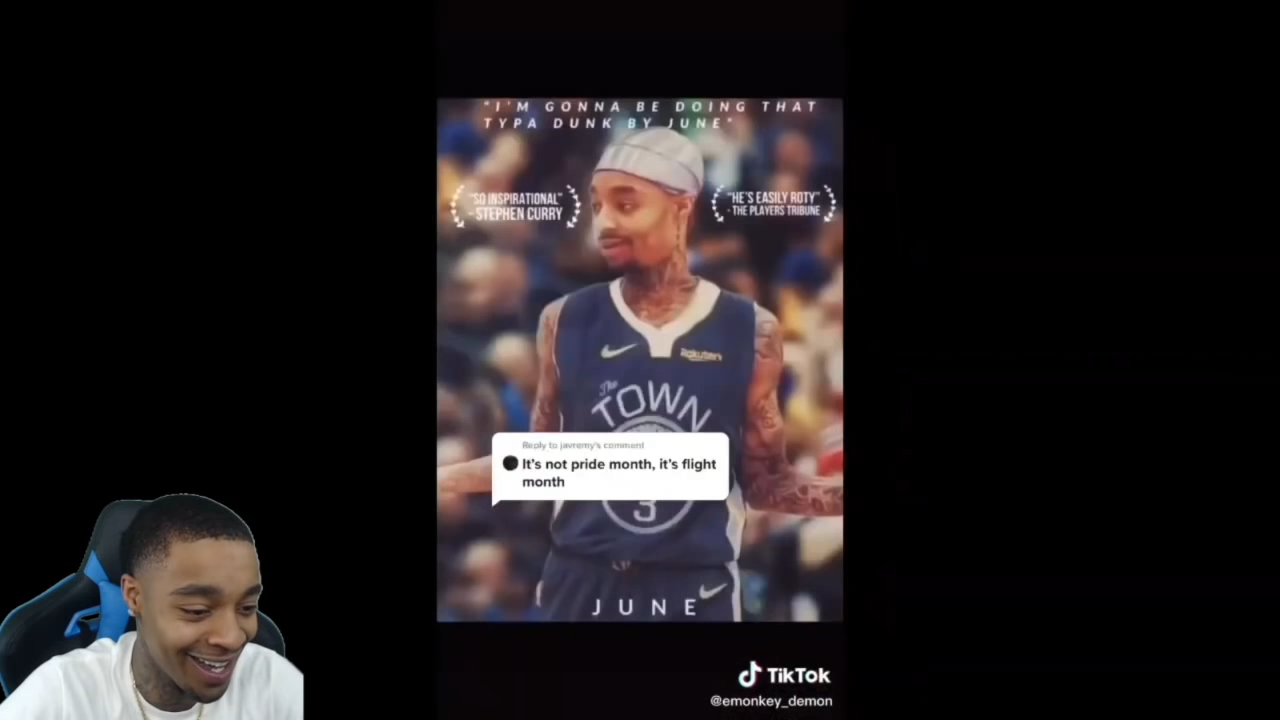 "I'M GONNA BE DOING THAT
TYPA DUNK BY JUNE"
"SO INSPIRATIONAL"
- STEPHEN CURRY
"HE'S EASILY ROTY"
- THE PLAYERS TRIBUNE
Rakuten
The
TOWN
Reply to javremy's comment
It's not pride month, it's flight
month
3
JUNE
TikTok
@emonkey_demon